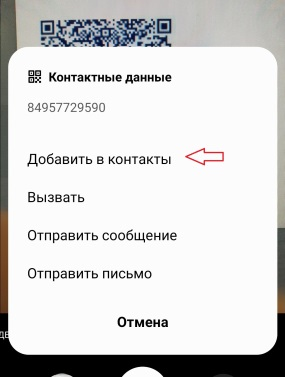 Контактные данные
84957729590
Добавить в контакты
Вызвать
Отправить сообщение
Отправить письмо
Отмена